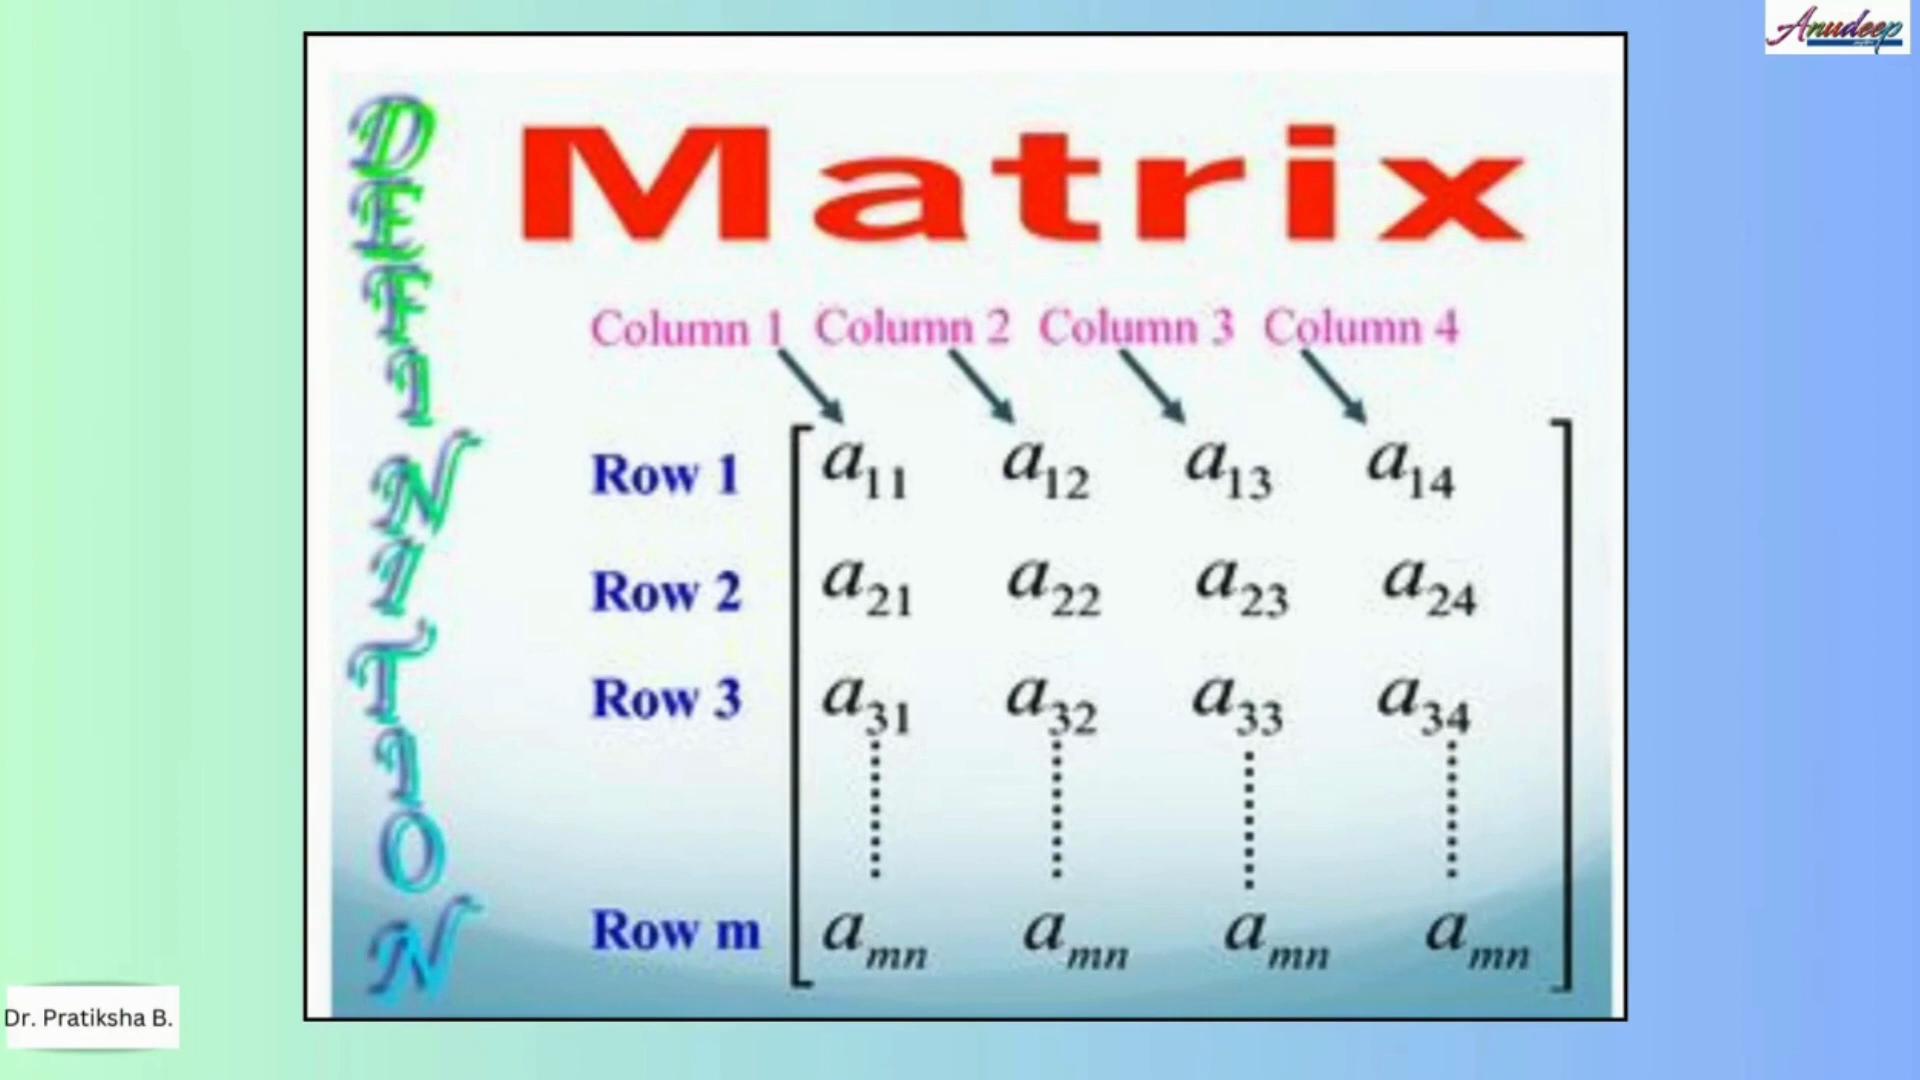 Anudeep
DEFINITION
Matrix
Column 1 Column 2 Column 3 Column 4
Row 1 a11 a12 a13 a14
Row 2 a21 a22 a23 a24
Row 3 a31 a32 a33 a34
Row m amn amn amn amn
Dr. Pratiksha B.